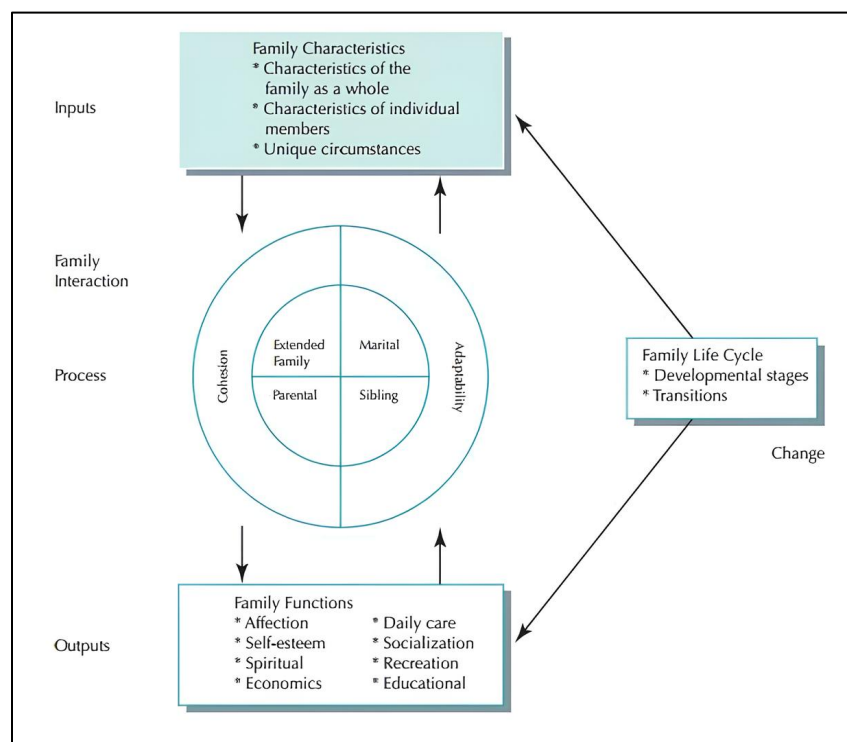 Inputs
Family Characteristics
* Characteristics of the
family as a whole
* Characteristics of individual
members
* Unique circumstances
Family
Interaction
Process
Cohesion
Extended
Family
Marital
Parental
Sibling
Adaptability
Family Life Cycle
* Developmental stages
* Transitions
Change
Outputs
Family Functions
* Affection
* Self-esteem
* Spiritual
* Economics
* Daily care
* Socialization
* Recreation
* Educational